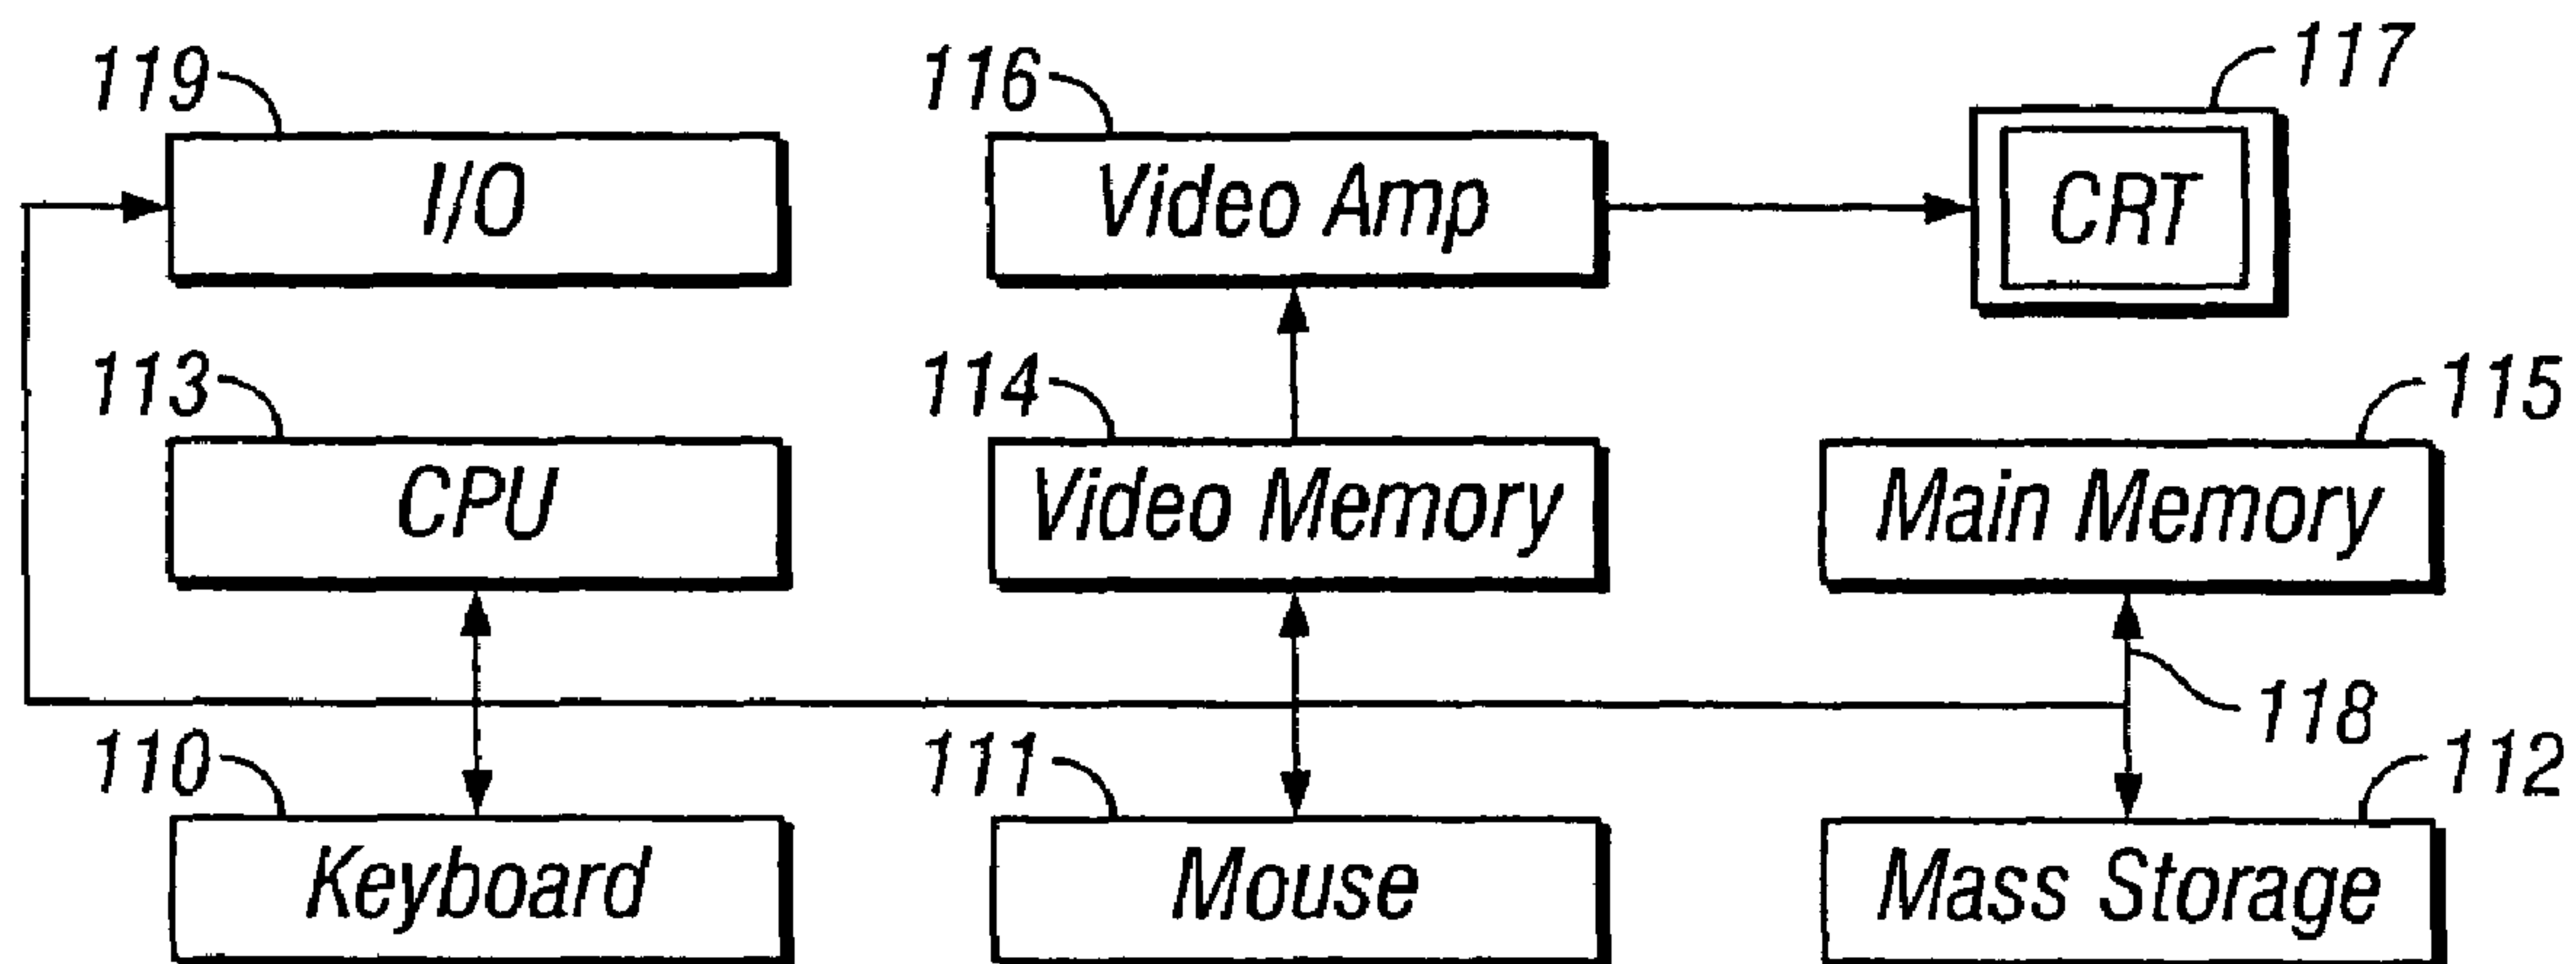 119
116
117
I/O
Video Amp
CRT
113
114
115
CPU
Video Memory
Main Memory
118
110
111
112
Keyboard
Mouse
Mass Storage